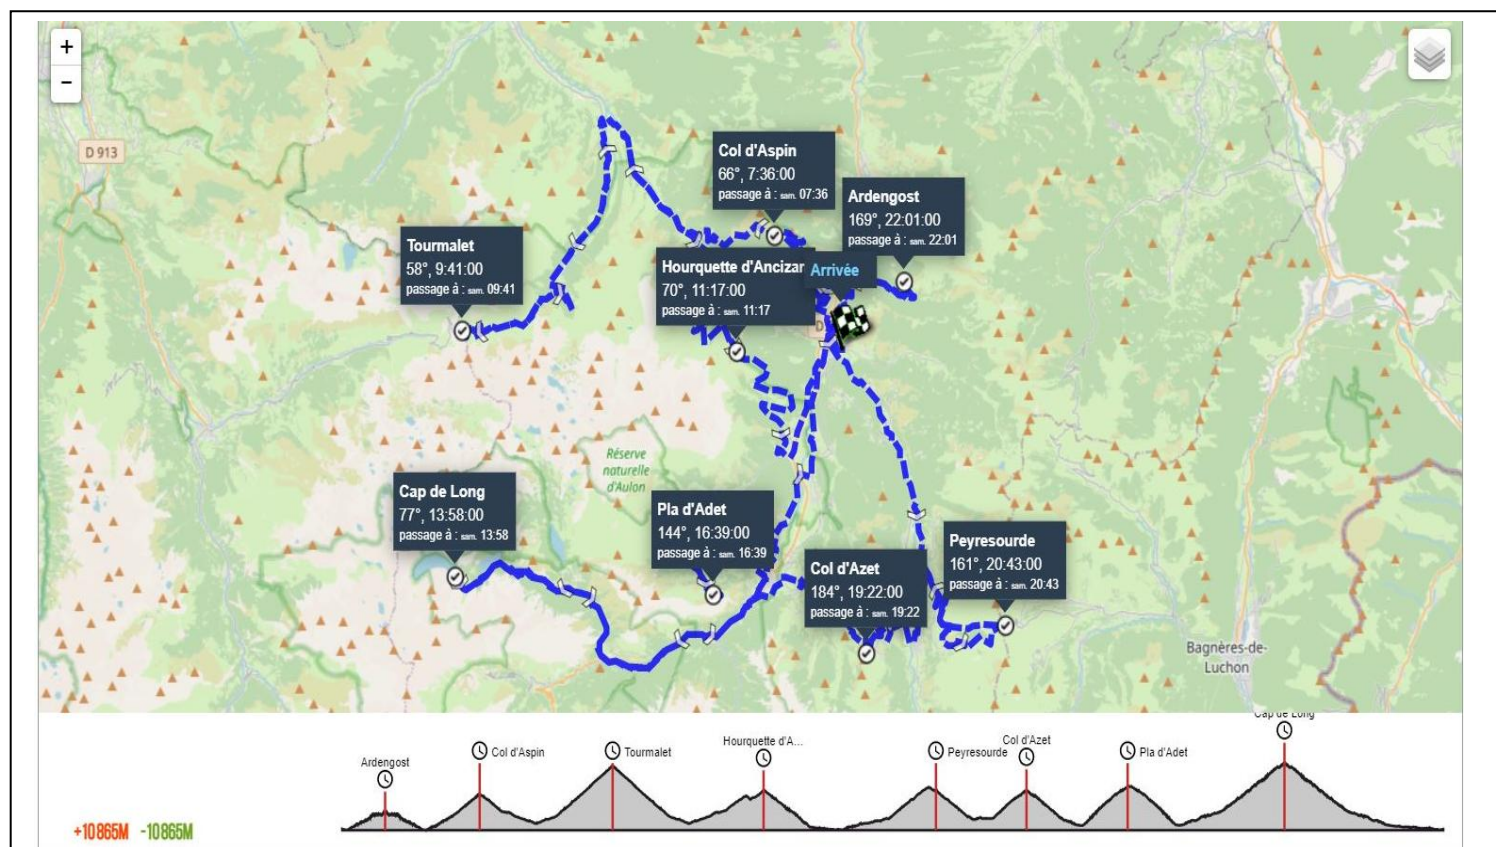 +
−
D 913
Col d'Aspin
66°, 7:36:00
passage à : sam. 07:36
Ardengost
169°, 22:01:00
passage à : sam. 22:01
Tourmalet
58°, 9:41:00
passage à : sam. 09:41
Hourquette d'Ancizan
70°, 11:17:00
passage à : sam. 11:17
Arrivée
D
Réserve
naturelle
d'Aulon
Cap de Long
77°, 13:58:00
passage à : sam. 13:58
Pla d'Adet
144°, 16:39:00
passage à : sam. 16:39
Col d'Azet
184°, 19:22:00
passage à : sam. 19:22
Peyresourde
161°, 20:43:00
passage à : sam. 20:43
Bagnères-de-
Luchon
Ardengost
Col d'Aspin
Tourmalet
Hourquette d'A...
Peyresourde
Col d'Azet
Pla d'Adet
Cap de Long
+10865M -10865M